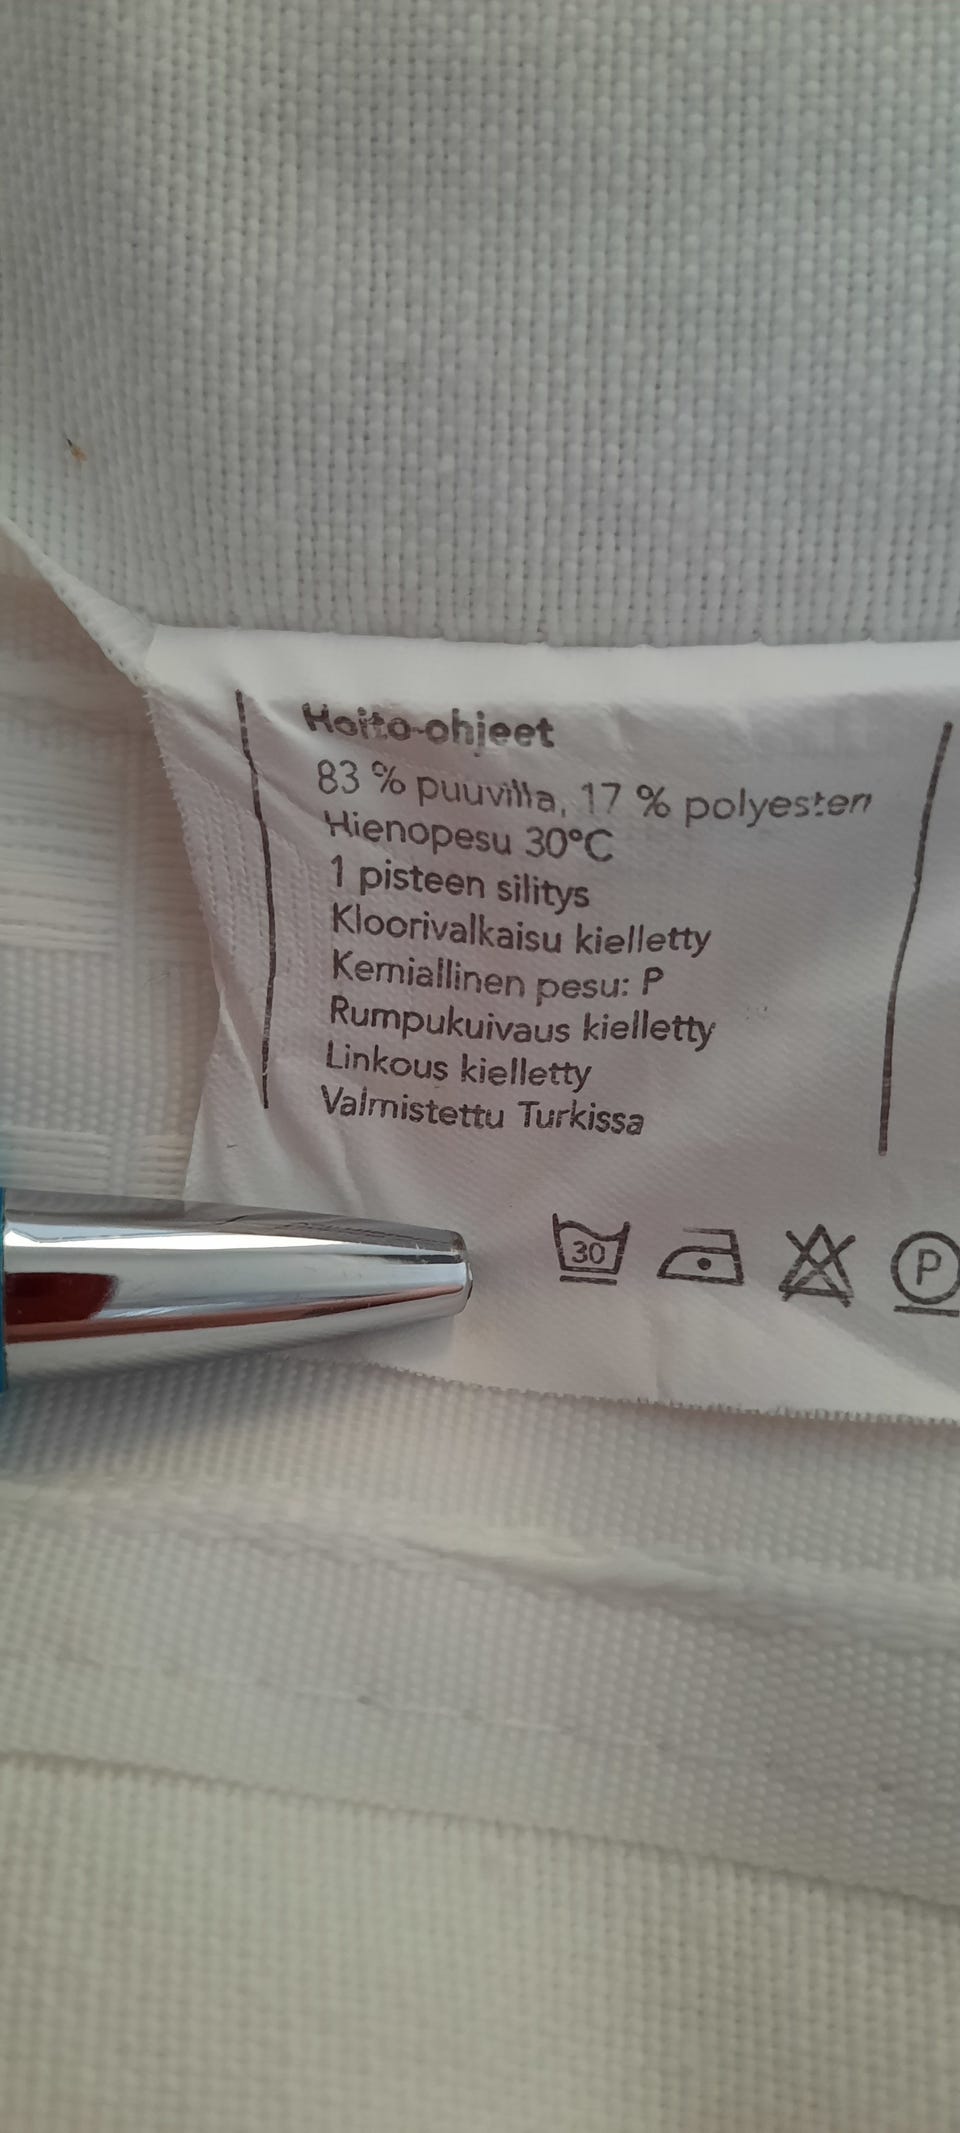 Hoito-ohjeet
83 % puuvilla, 17 % polyesteri
Hienopesu 30°C
1 pisteen silitys
Kloorivalkaisu kielletty
Kemiallinen pesu: P
Rumpukuivaus kielletty
Linkous kielletty
Valmistettu Turkissa
30 P